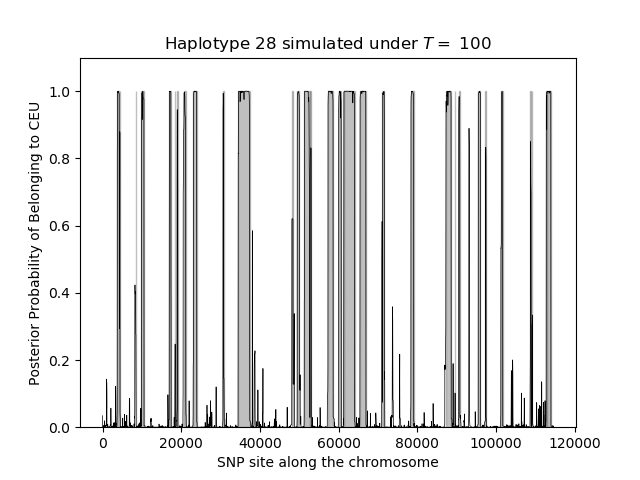 Haplotype 28 simulated under T = 100
Posterior Probability of Belonging to CEU
1.0
0.8
0.6
0.4
0.2
0.0
0 20000 40000 60000 80000 100000 120000
SNP site along the chromosome